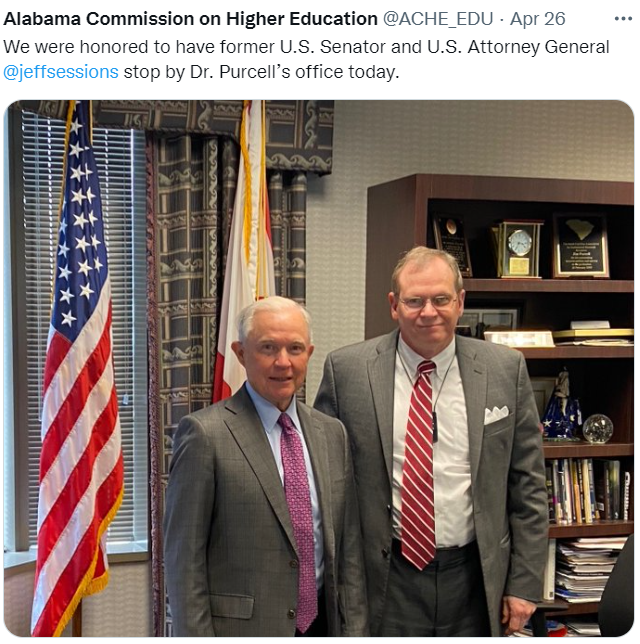 Alabama Commission on Higher Education @ACHE_EDU · Apr 26 ···
We were honored to have former U.S. Senator and U.S. Attorney General
@jeffsessions stop by Dr. Purcell's office today.